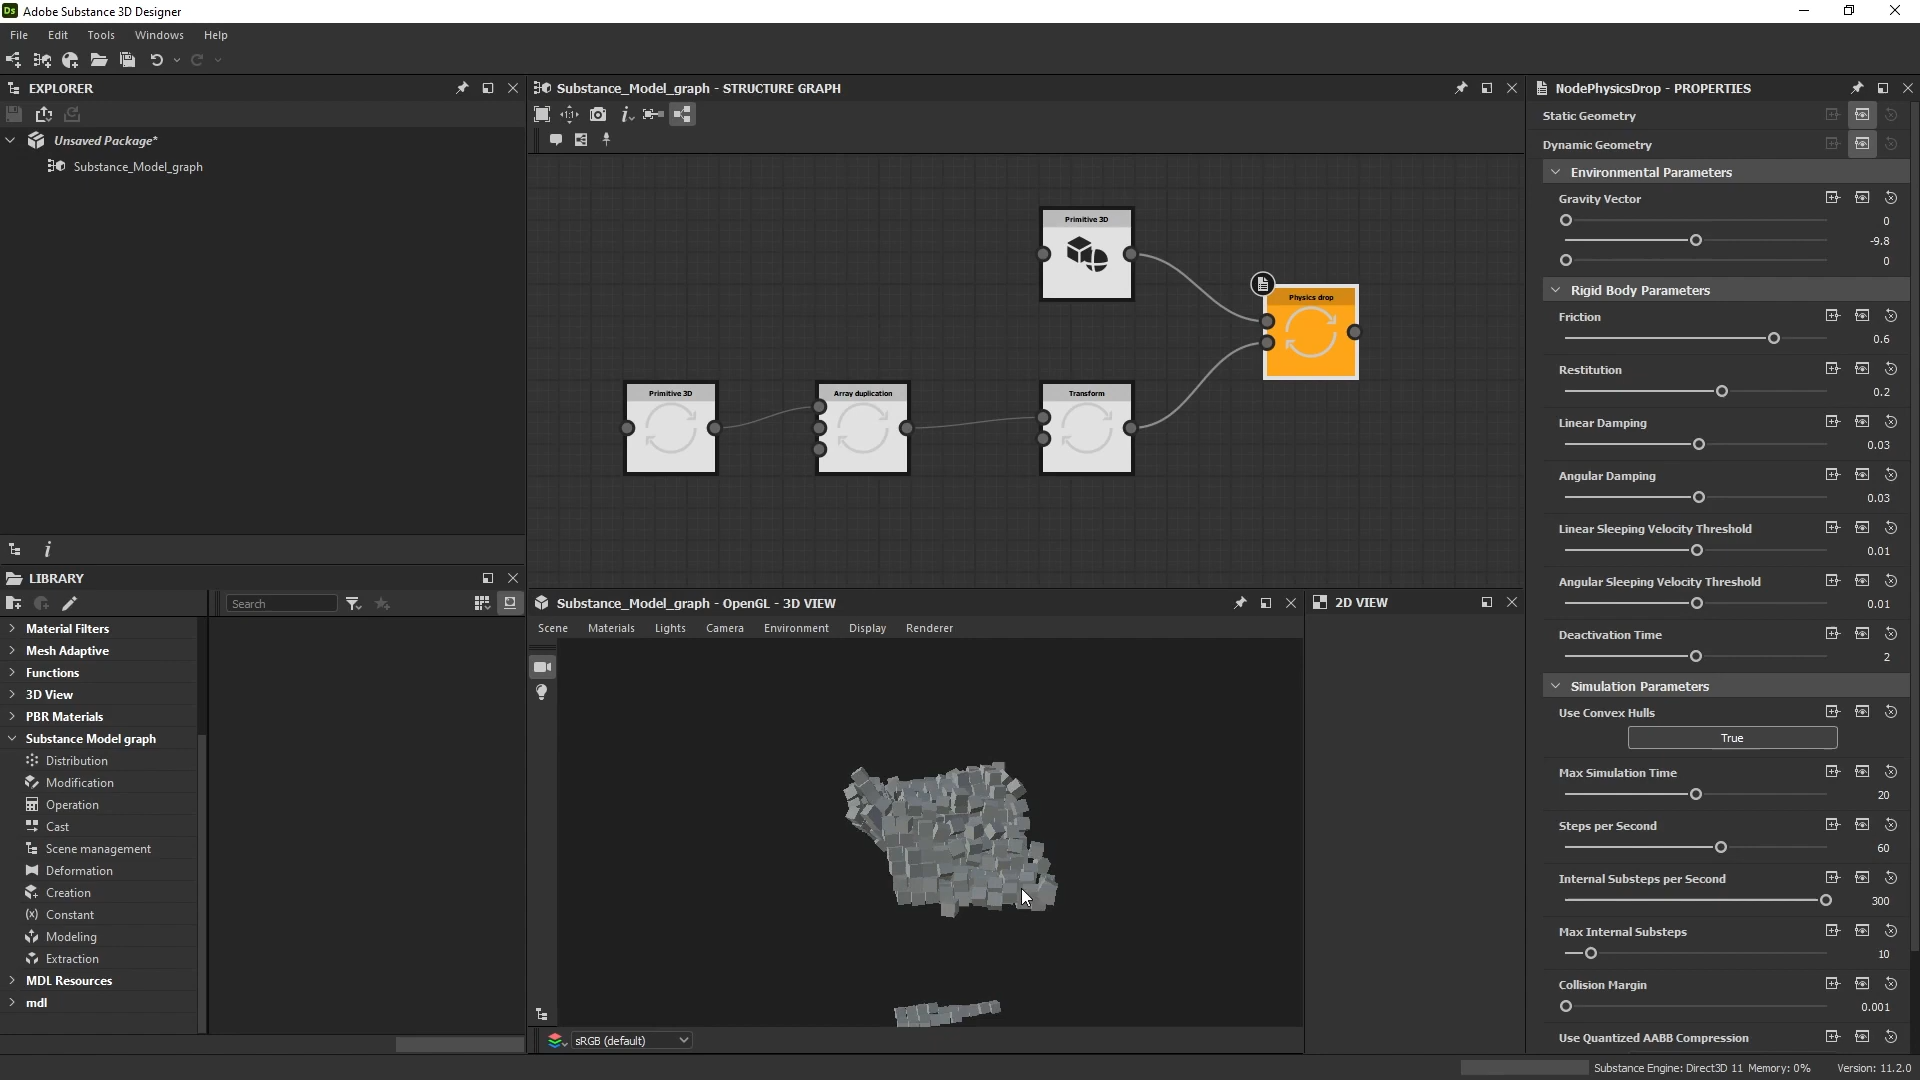 Ds Adobe Substance 3D Designer
File Edit Tools Windows Help
EXPLORER
Unsaved Package*
Substance_Model_graph
LIBRARY
Search
Material Filters
Mesh Adaptive
Functions
3D View
PBR Materials
Substance Model graph
Distribution
Modification
Operation
Cast
Scene management
Deformation
Creation
Constant
Modeling
Extraction
MDL Resources
mdl
Substance_Model_graph - STRUCTURE GRAPH
Primitive 3D
Physics drop
Primitive 3D
Array duplication
Transform
Substance_Model_graph - OpenGL - 3D VIEW
Scene Materials Lights Camera Environment Display Renderer
sRGB (default)
2D VIEW
NodePhysicsDrop - PROPERTIES
Static Geometry
Dynamic Geometry
Environmental Parameters
Gravity Vector
0
-9.8
0
Rigid Body Parameters
Friction
0.6
Restitution
0.2
Linear Damping
0.03
Angular Damping
0.03
Linear Sleeping Velocity Threshold
0.01
Angular Sleeping Velocity Threshold
0.01
Deactivation Time
2
Simulation Parameters
Use Convex Hulls
True
Max Simulation Time
20
Steps per Second
60
Internal Substeps per Second
300
Max Internal Substeps
10
Collision Margin
0.001
Use Quantized AABB Compression
Substance Engine: Direct3D 11 Memory: 0% Version: 11.2.0